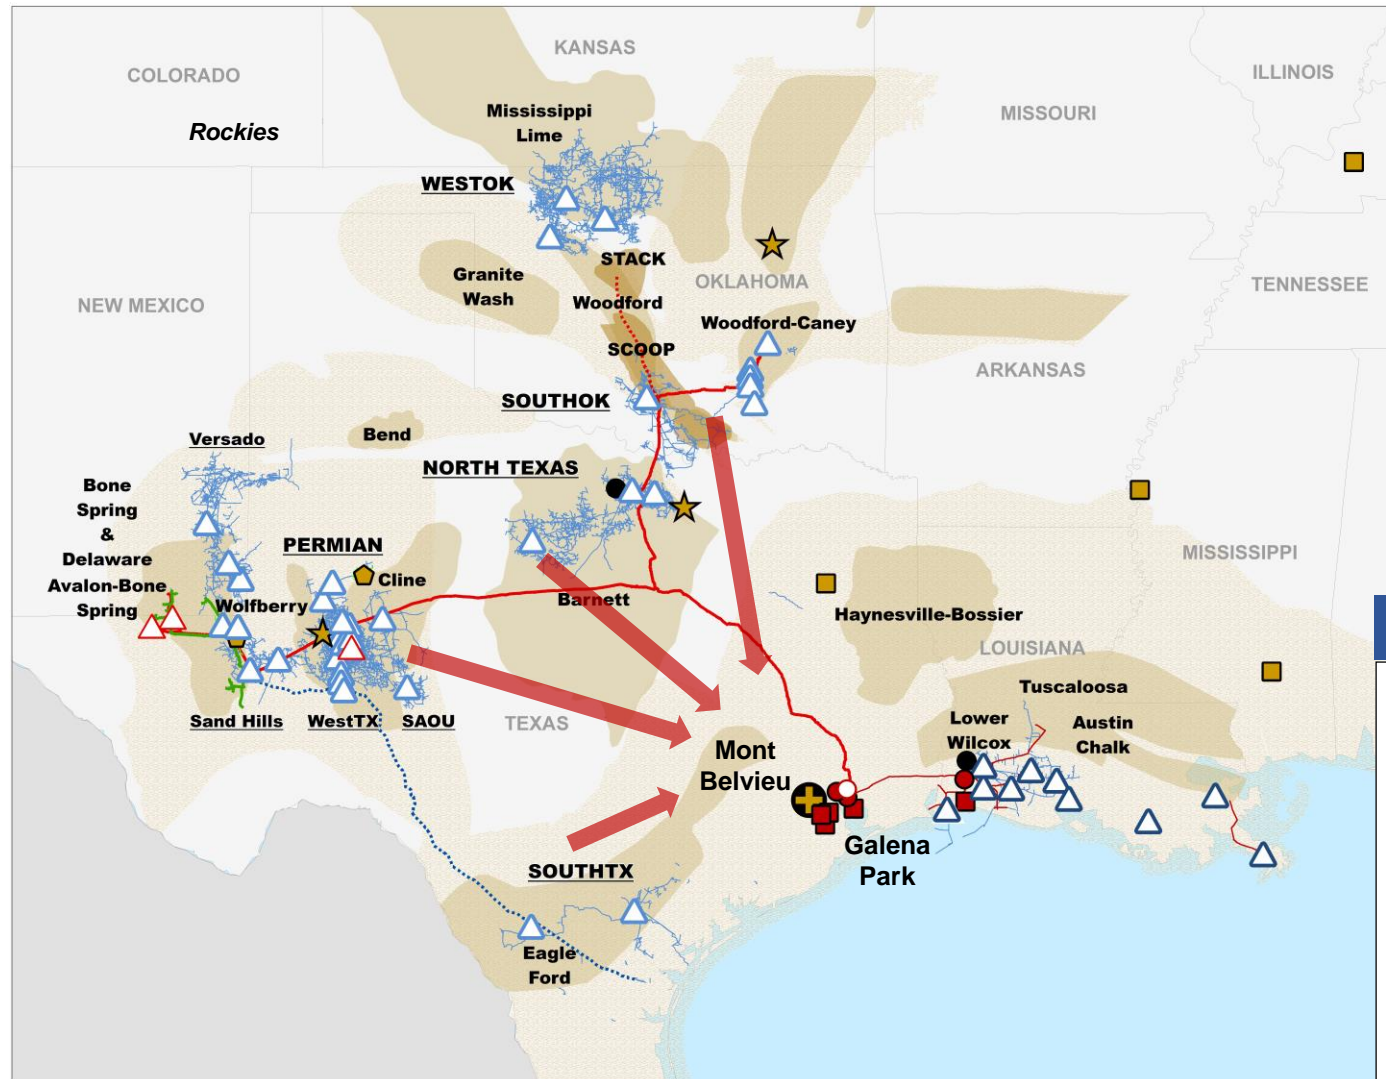 KANSAS
COLORADO
ILLINOIS
Mississippi
Lime
MISSOURI
Rockies
WESTOK
STACK
Granite
Wash
OKLAHOMA
TENNESSEE
NEW MEXICO
Woodford
Woodford-Caney
SCOOP
ARKANSAS
SOUTHOK
Bend
Versado
NORTH TEXAS
Bone
Spring
&
Delaware
Avalon-Bone
Spring
PERMIAN
Cline
Wolfberry
MISSISSIPPI
Barnett
Haynesville-Bossier
LOUISIANA
Tuscaloosa
Sand Hills
WestTX
SAOU
TEXAS
Lower
Wilcox
Austin
Chalk
Mont
Belvieu
Galena
Park
SOUTHTX
Eagle
Ford